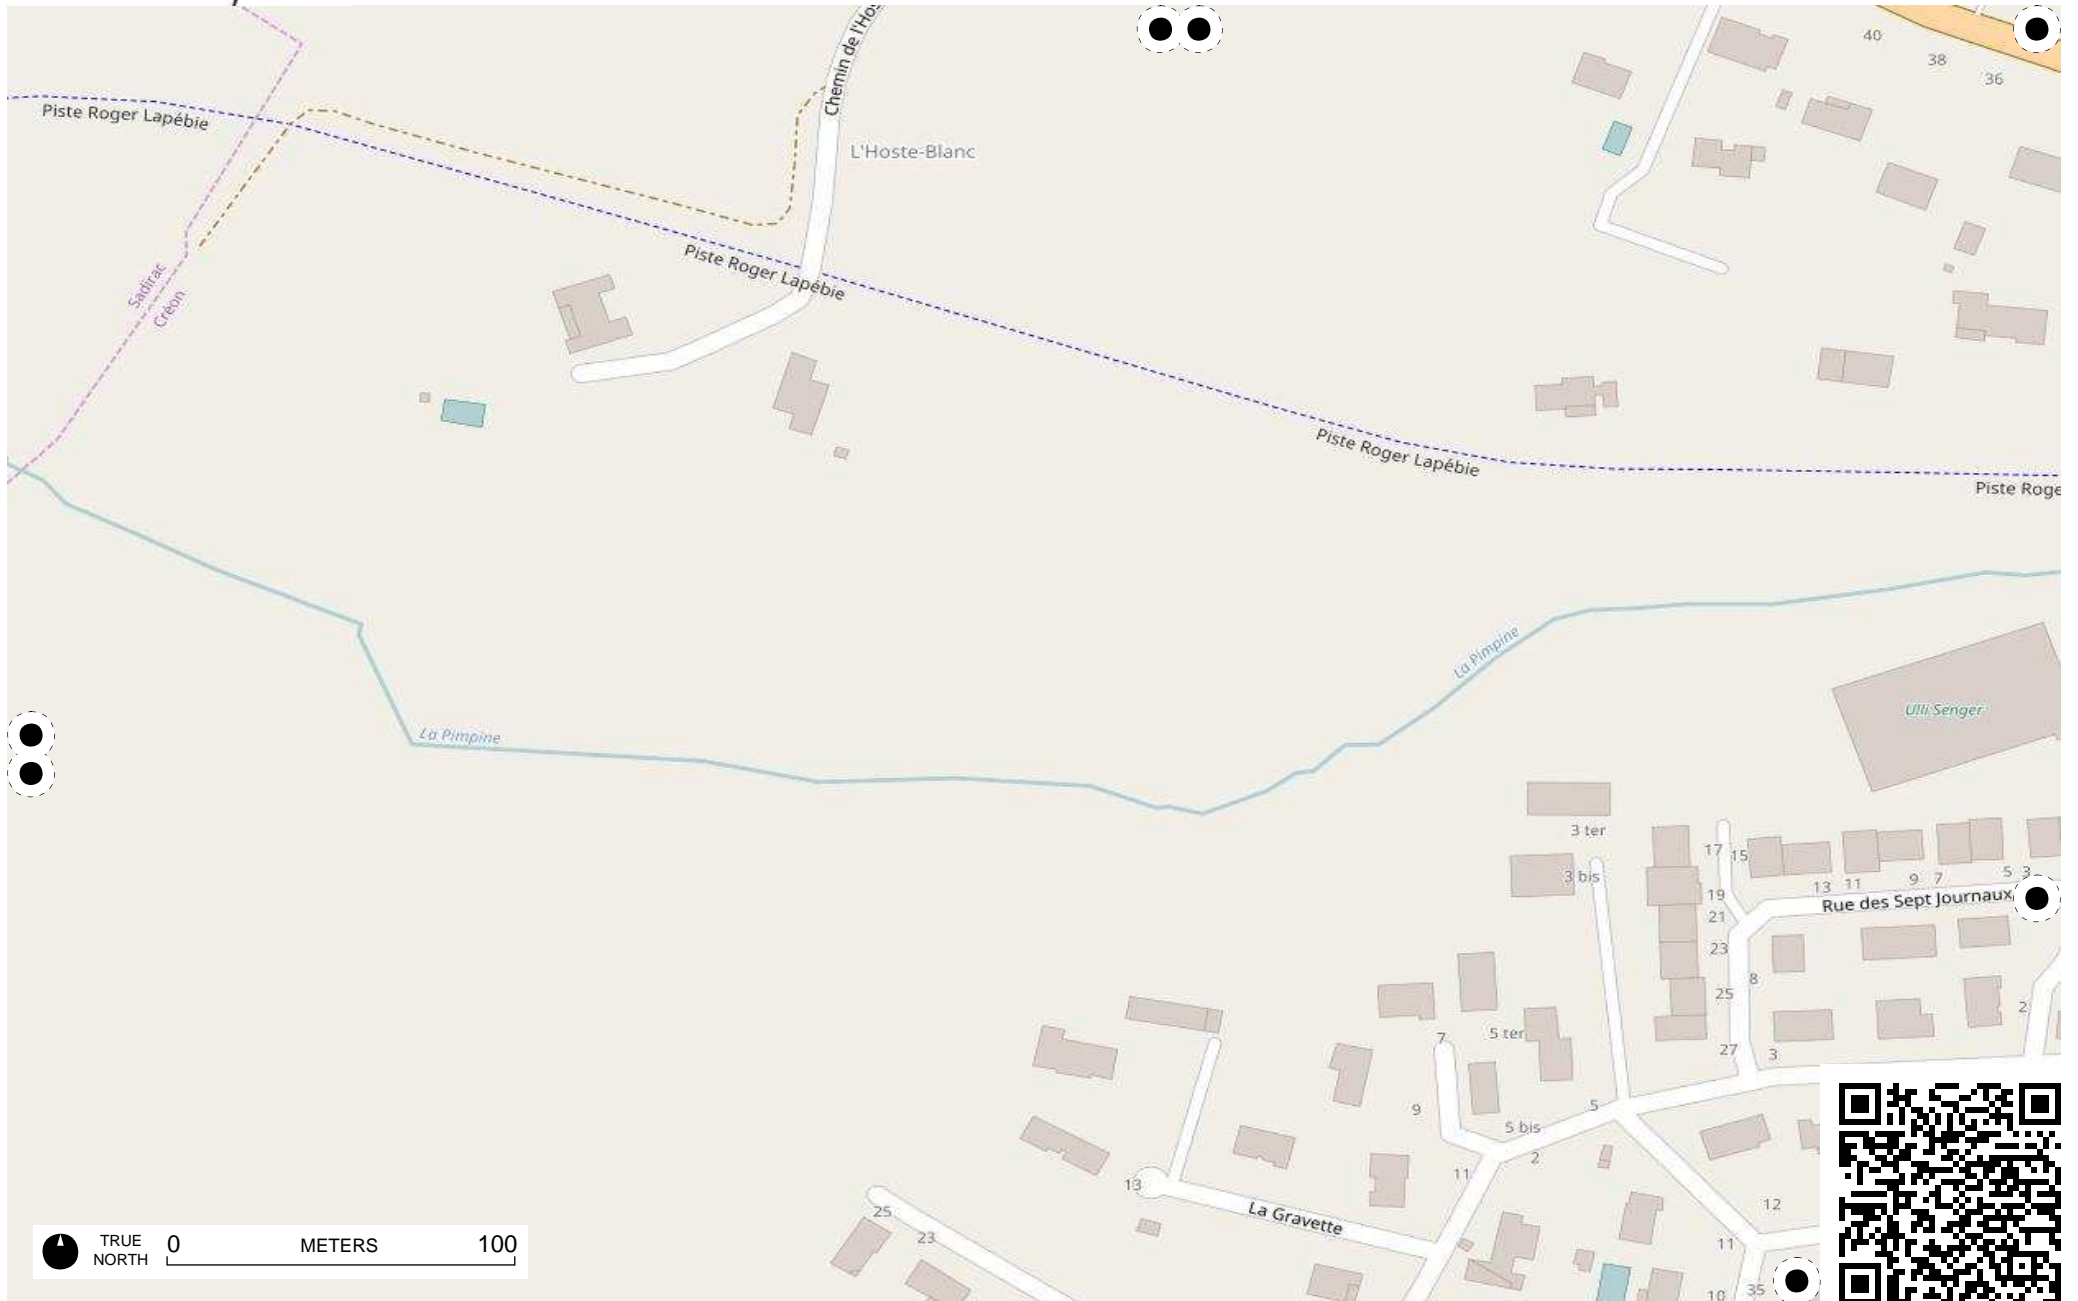 40
38
36
Chemin de l'Hos
Piste Roger Lapébie
L'Hoste-Blanc
Sadirac
Créon
Piste Roger Lapébie
Piste Roger Lapébie
Piste Roge
La Pimpine
Ulli Senger
La Pimpine
3 ter
17
15
3 bis
13
11
9
7
5
3
19
Rue des Sept Journaux
21
23
8
25
2
5 ter
7
27
3
9
5
5 bis
2
11
13
12
25
La Gravette
23
11
10
35
TRUE
NORTH
0
METERS
100